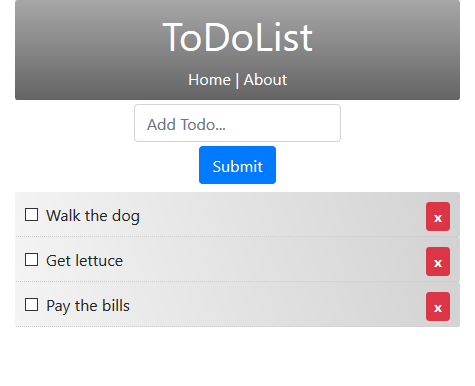 ToDoList
Home | About
Add Todo...
Submit
Walk the dog x
Get lettuce x
Pay the bills x